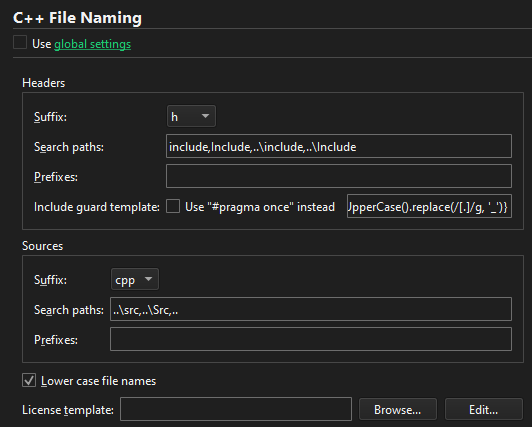 C++ File Naming
Use global settings
Headers
Suffix: h
Search paths: include,Include,..\include,..\Include
Prefixes:
Include guard template: Use "#pragma once" instead UpperCase().replace(/[.]/g, '_')}
Sources
Suffix: cpp
Search paths: ..\src,..\Src,..
Prefixes:
Lower case file names
License template: Browse... Edit...